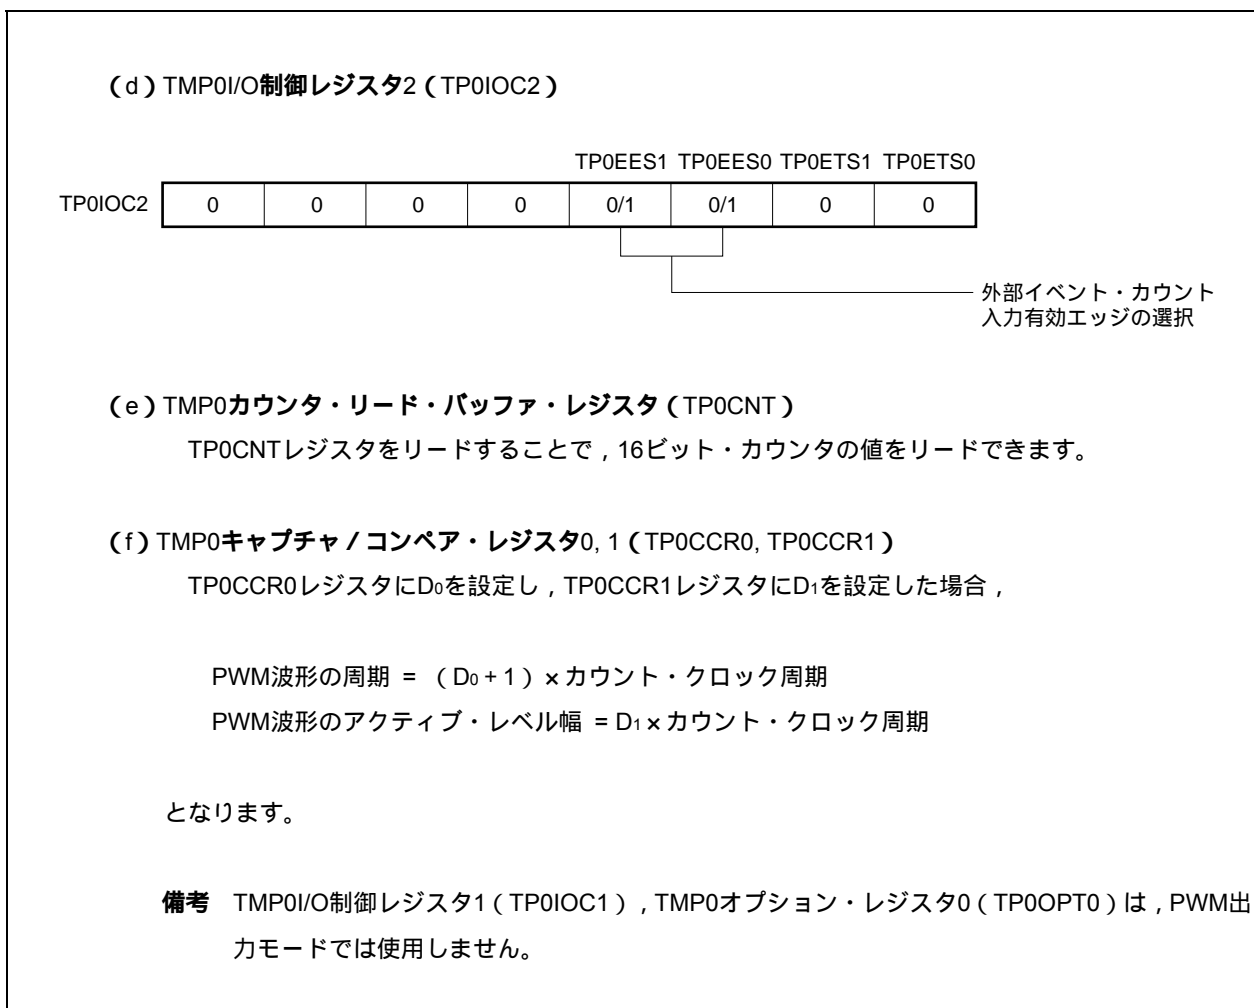 （d）TMP0I/O制御レジスタ2（TP0IOC2）
TP0EES1 TP0EES0 TP0ETS1 TP0ETS0
TP0IOC2 0 0 0 0 0/1 0/1 0 0
外部イベント・カウント
入力有効エッジの選択
（e）TMP0カウンタ・リード・バッファ・レジスタ（TP0CNT）
TP0CNTレジスタをリードすることで，16ビット・カウンタの値をリードできます。
（f）TMP0キャプチャ／コンペア・レジスタ0, 1（TP0CCR0, TP0CCR1）
TP0CCR0レジスタにD0を設定し，TP0CCR1レジスタにD1を設定した場合，
PWM波形の周期 = （D0 + 1）×カウント・クロック周期
PWM波形のアクティブ・レベル幅 = D1×カウント・クロック周期
となります。
備考 TMP0I/O制御レジスタ1（TP0IOC1），TMP0オプション・レジスタ0（TP0OPT0）は，PWM出
力モードでは使用しません。